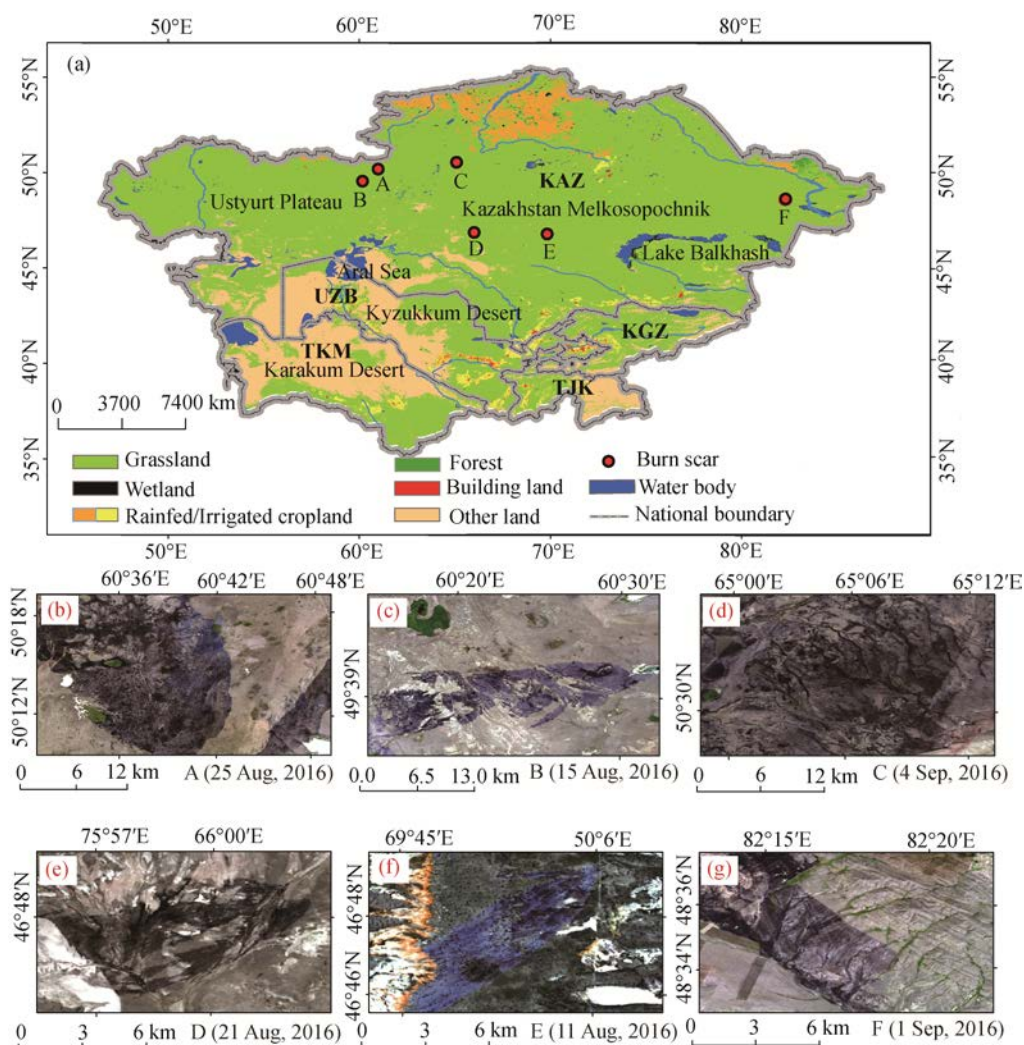 50°E 60°E 70°E 80°E
(a)
55°N 55°N
50°N 50°N
45°N 45°N
40°N 40°N
35°N 35°N
A
B
C
KAZ
Ustyurt Plateau
Kazakhstan Melkosopochnik
F
D
E
Lake Balkhash
Aral Sea
UZB
Kyzukkum Desert
KGZ
TKM
Karakum Desert
TJK
0 3700 7400 km
Grassland Forest Burn scar
Wetland Building land Water body
Rainfed/Irrigated cropland Other land National boundary
50°E 60°E 70°E 80°E
60°36′E 60°42′E 60°48′E
60°20′E 60°30′E
65°00′E 65°06′E 65°12′E
(b)
50°18′N
50°12′N
(c)
49°39′N
(d)
50°30′N
0 6 12 km A (25 Aug, 2016)
0.0 6.5 13.0 km B (15 Aug, 2016)
0 6 12 km C (4 Sep, 2016)
75°57′E 66°00′E
69°45′E 50°6′E
82°15′E 82°20′E
(e)
46°48′N
(f)
46°48′N
46°46′N
(g)
48°36′N
48°34′N
0 3 6 km D (21 Aug, 2016)
0 3 6 km E (11 Aug, 2016)
0 3 6 km F (1 Sep, 2016)